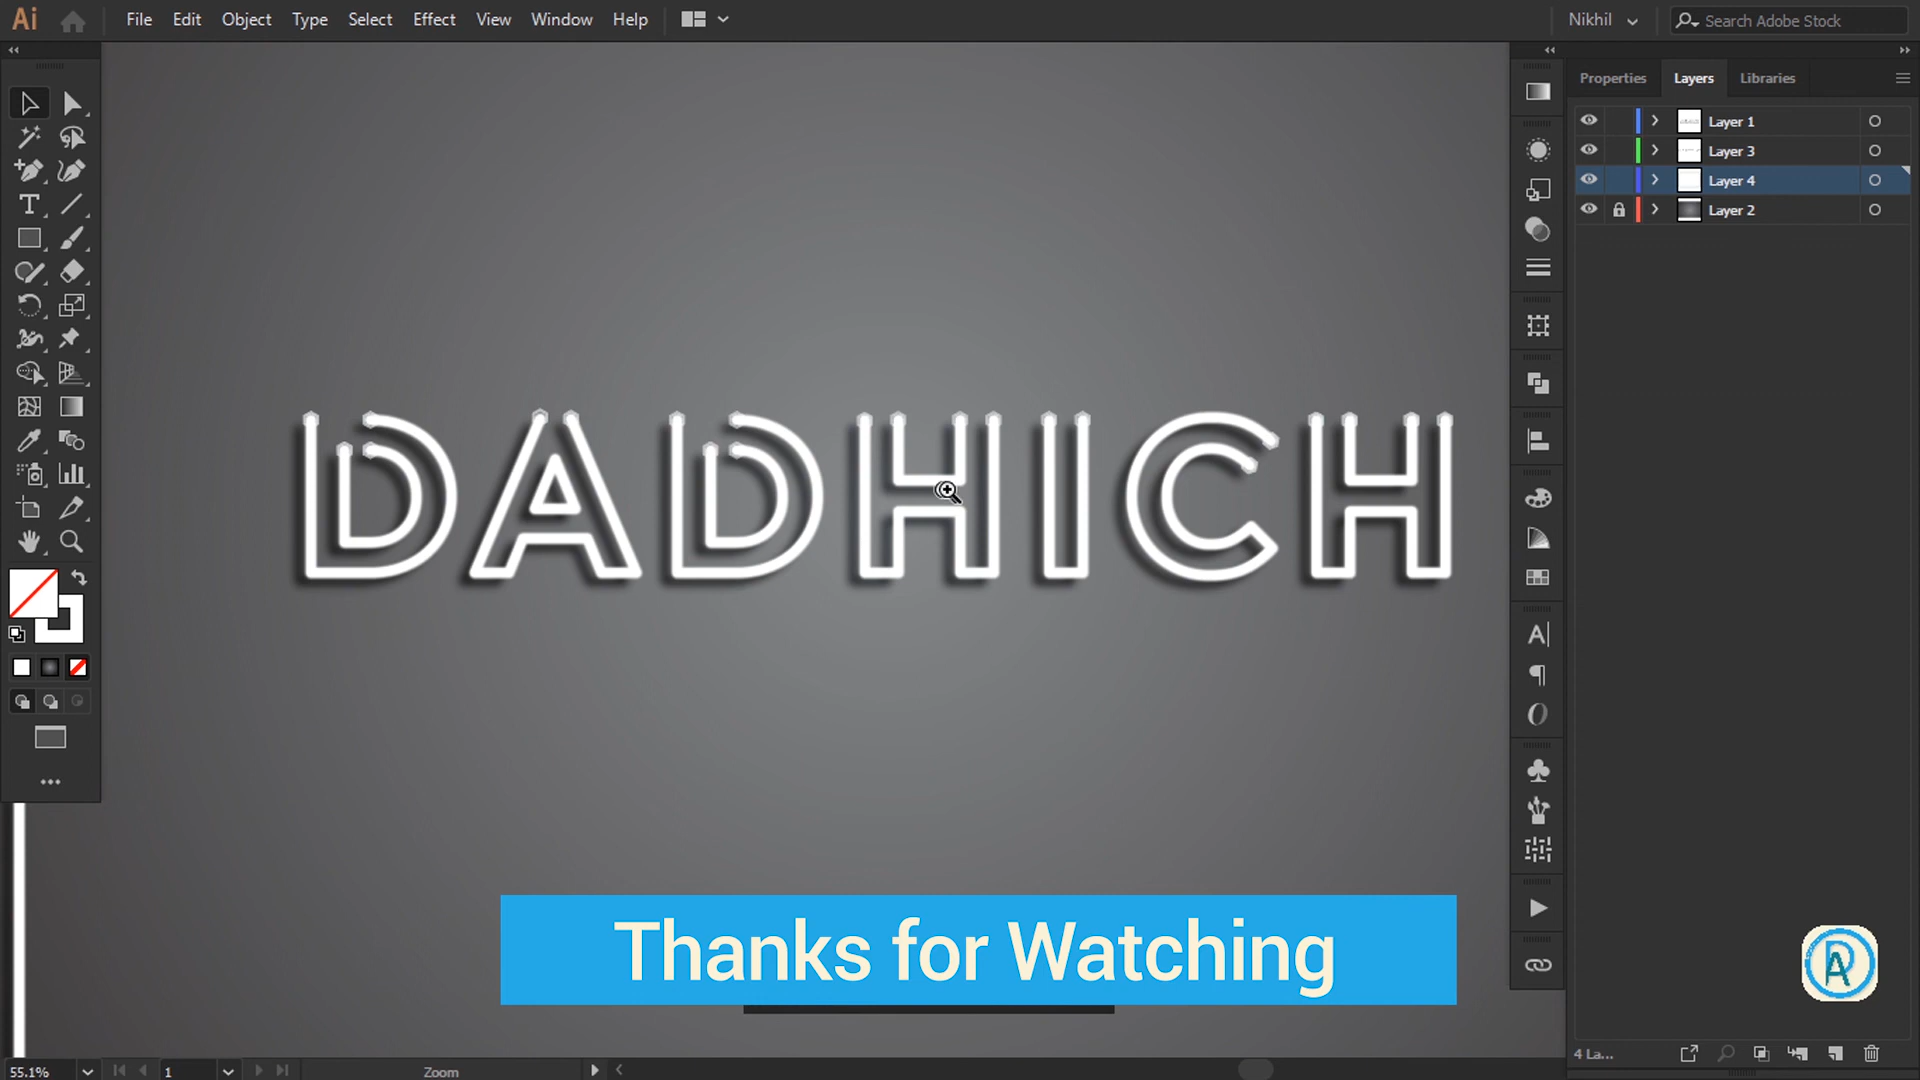 Ai File Edit Object Type Select Effect View Window Help Nikhil Search Adobe Stock
Properties Layers Libraries
Layer 1
Layer 3
Layer 4
Layer 2
DADHICH
Thanks for Watching
55.1% 1 Zoom 4 La...